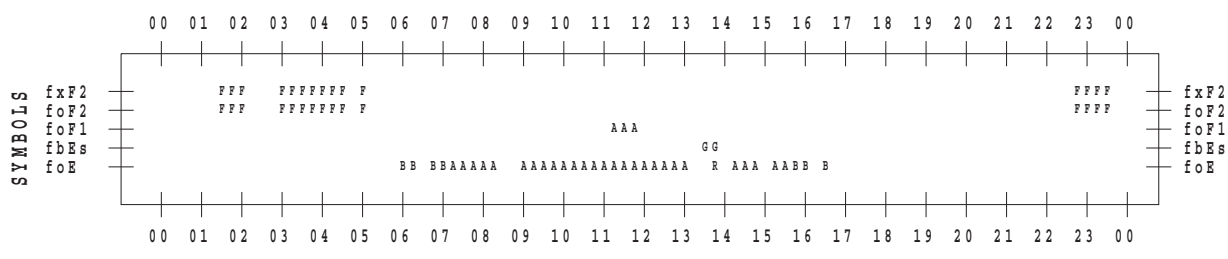 00 01 02 03 04 05 06 07 08 09 10 11 12 13 14 15 16 17 18 19 20 21 22 23 00
SYMBOLS
fxF2 FFF FFFFFFF F FFFF fxF2
foF2 FFF FFFFFFF F FFFF foF2
foF1 AAA foF1
fbEs GG fbEs
foE BB BBAAAAA AAAAAAAAAAAAAAAAA R AAA AABB B foE
00 01 02 03 04 05 06 07 08 09 10 11 12 13 14 15 16 17 18 19 20 21 22 23 00